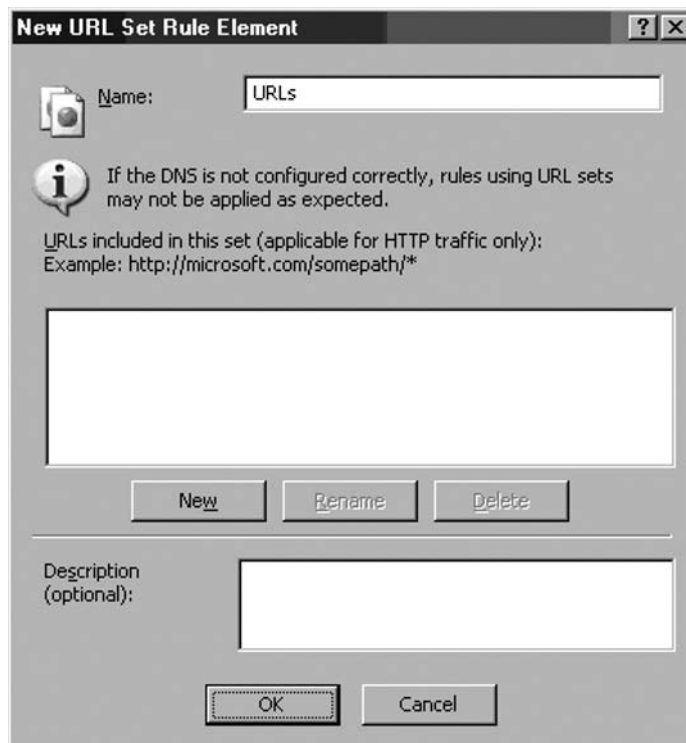 New URL Set Rule Element
Name:
URLs
If the DNS is not configured correctly, rules using URL sets
may not be applied as expected.
URLs included in this set (applicable for HTTP traffic only):
Example: http://microsoft.com/somepath/*
New
Rename
Delete
Description
(optional):
OK
Cancel